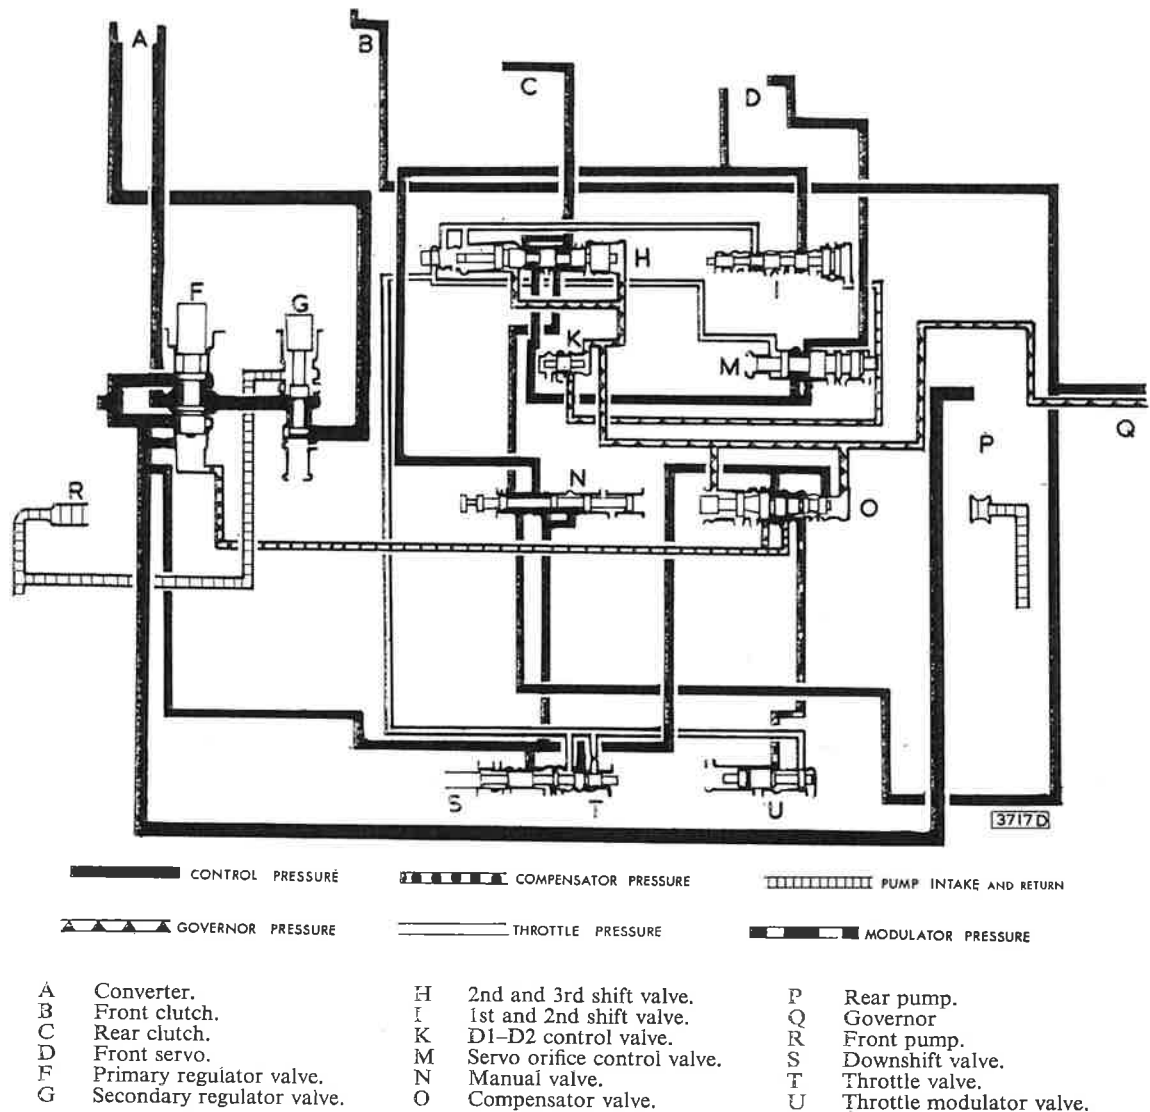 A
B
C
D
F
G
H
I
K
M
N
O
P
Q
R
S
T
U
3717 D
CONTROL PRESSURE
COMPENSATOR PRESSURE
PUMP INTAKE AND RETURN
GOVERNOR PRESSURE
THROTTLE PRESSURE
MODULATOR PRESSURE
A Converter.
B Front clutch.
C Rear clutch.
D Front servo.
F Primary regulator valve.
G Secondary regulator valve.
H 2nd and 3rd shift valve.
I 1st and 2nd shift valve.
K D1–D2 control valve.
M Servo orifice control valve.
N Manual valve.
O Compensator valve.
P Rear pump.
Q Governor
R Front pump.
S Downshift valve.
T Throttle valve.
U Throttle modulator valve.